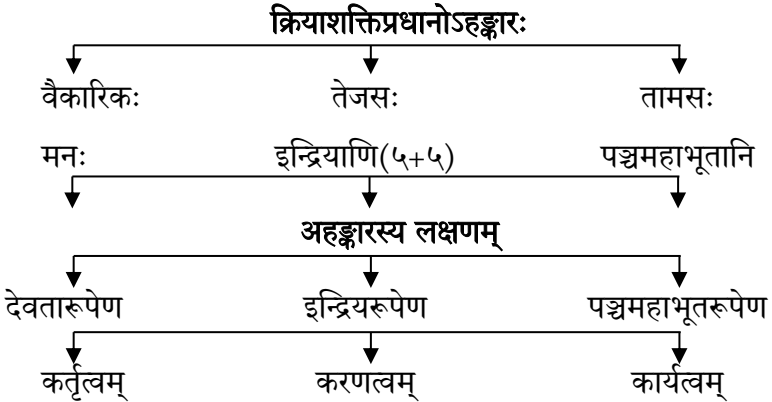 क्रियाशक्तिप्रधानोऽहङ्कारः
वैकारिकः तेजसः तामसः
मनः इन्द्रियाणि(५+५) पञ्चमहाभूतानि
अहङ्कारस्य लक्षणम्
देवतारूपेण इन्द्रियरूपेण पञ्चमहाभूतरूपेण
कर्तृत्वम् करणत्वम् कार्यत्वम्